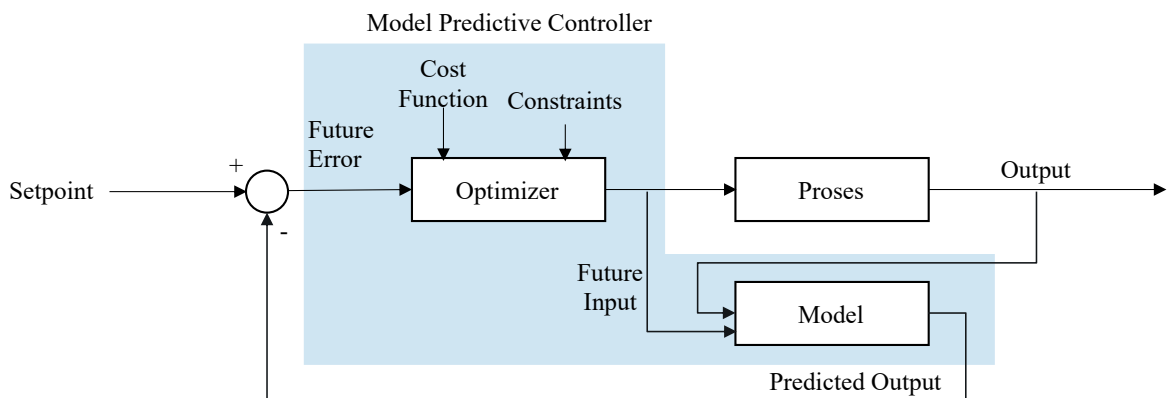 Model Predictive Controller
Cost
Function
Constraints
Future
Error
+
Setpoint
Optimizer
Proses
Output
-
Future
Input
Model
Predicted Output